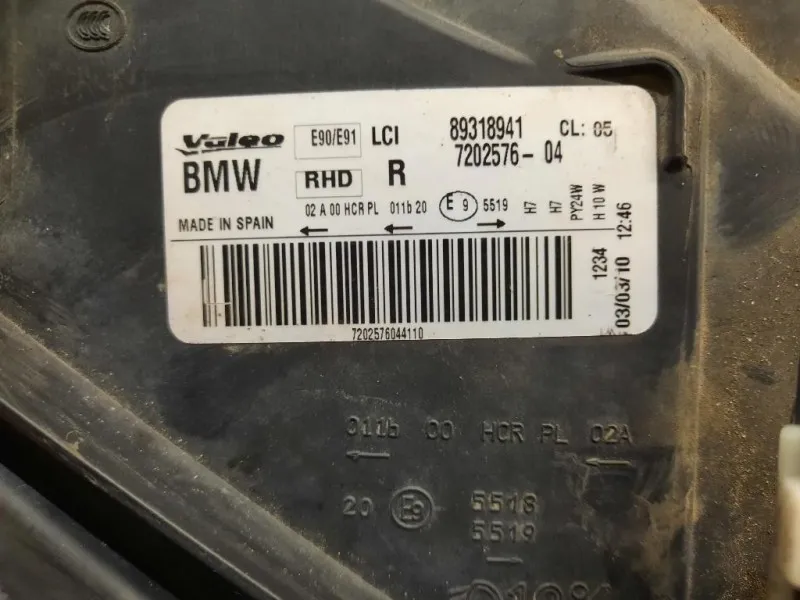 CCC
Valeo E90/E91 LCI 89318941 CL: 05
BMW RHD R 7202576-04
02 A 00 HCR PL 011b 20 E 9 5519 H7 H7 PY24W H 10 W
MADE IN SPAIN ← ← →
1234 03/03/10 12:46
7202576044110
011b 00 HCR PL 02A
← ←
20 E9 5518
5519
→